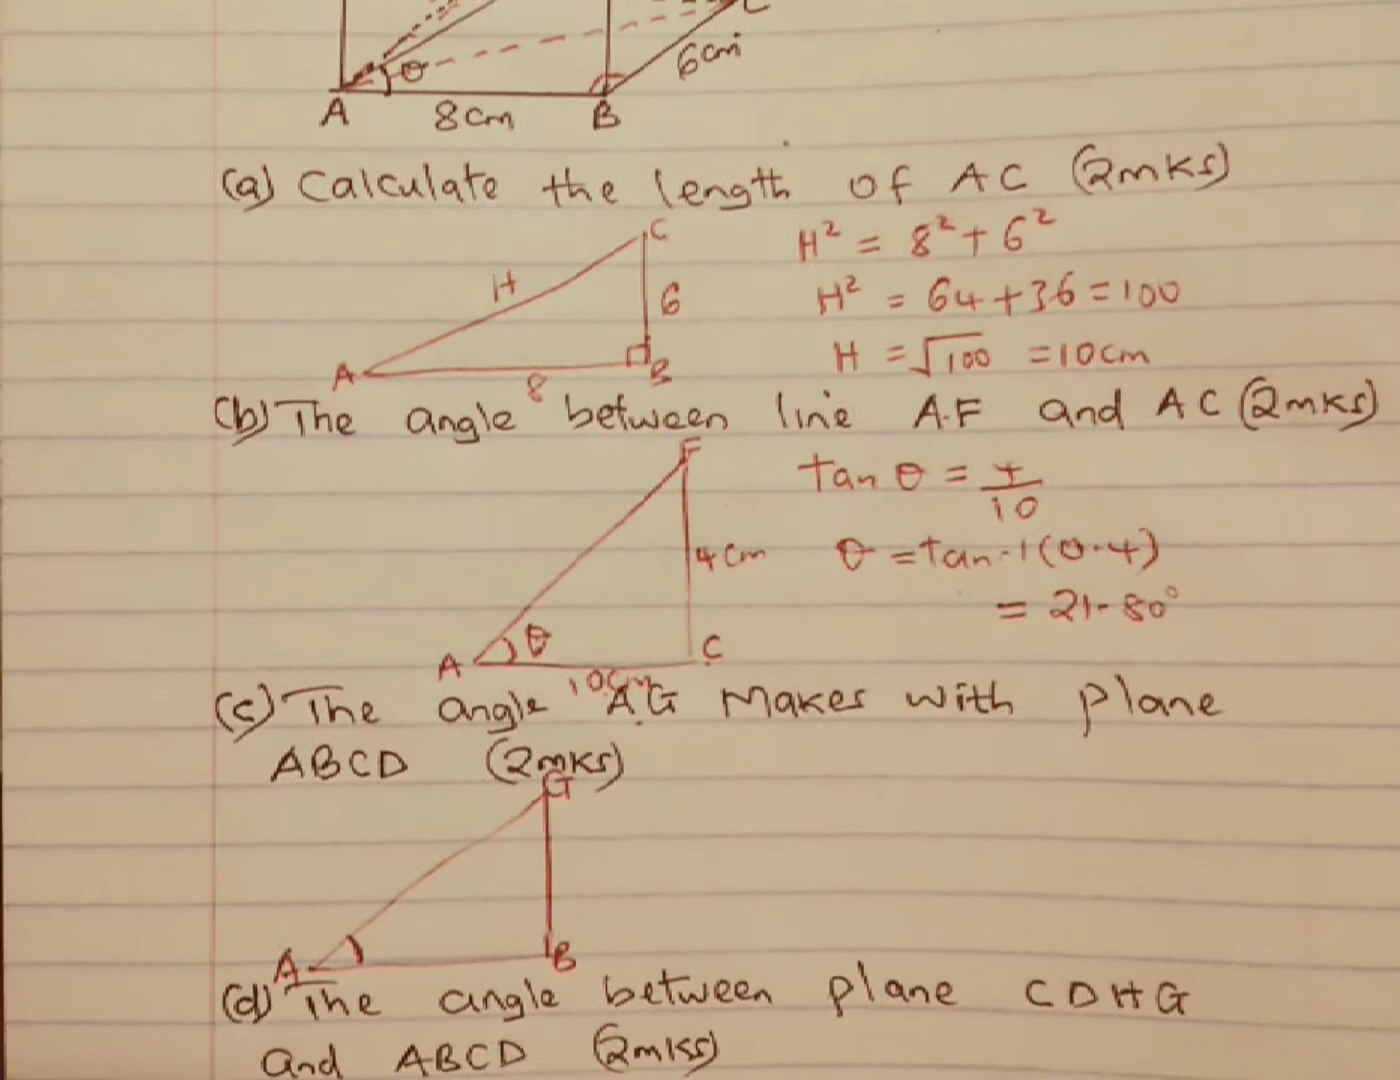 C
6cm
θ
A 8cm B
(a) Calculate the length of AC (2mks)
C
H
6
A 8 B
H² = 8² + 6²
H² = 64+36=100
H = √100 = 10cm
(b) The angle between line A.F and AC (2mks)
F
4cm
θ
A 10cm C
tan θ = 4/10
θ = tan-1(0.4)
= 21.80°
(c) The angle AG Makes with plane
ABCD (2mks)
G
A B
(d) The angle between plane CDHG
and ABCD (2mks)